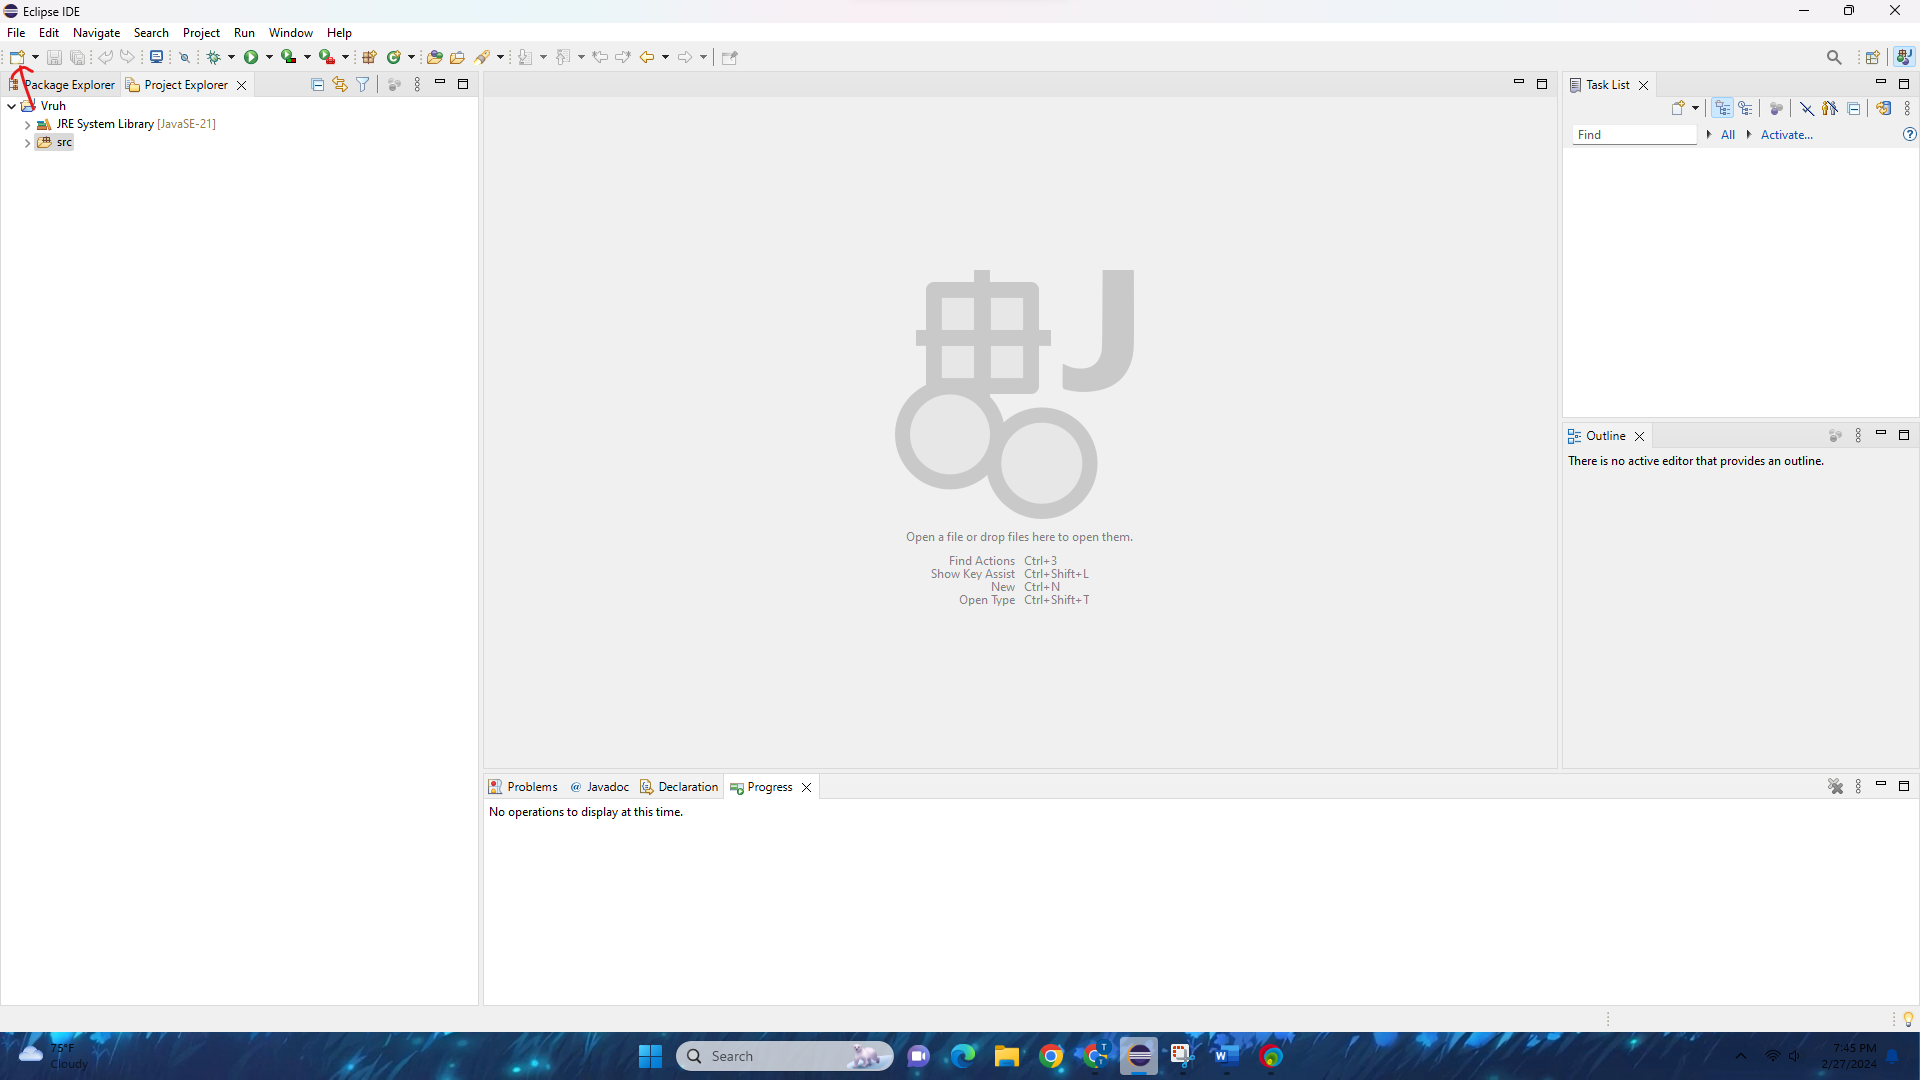 Eclipse IDE
File Edit Navigate Search Project Run Window Help
Package Explorer Project Explorer
Vruh
JRE System Library [JavaSE-21]
src
Task List
Find All Activate...
Outline
There is no active editor that provides an outline.
J
Open a file or drop files here to open them.
Find Actions Ctrl+3
Show Key Assist Ctrl+Shift+L
New Ctrl+N
Open Type Ctrl+Shift+T
Problems @ Javadoc Declaration Progress
No operations to display at this time.
75°F
Cloudy
Search
7:45 PM
2/27/2024